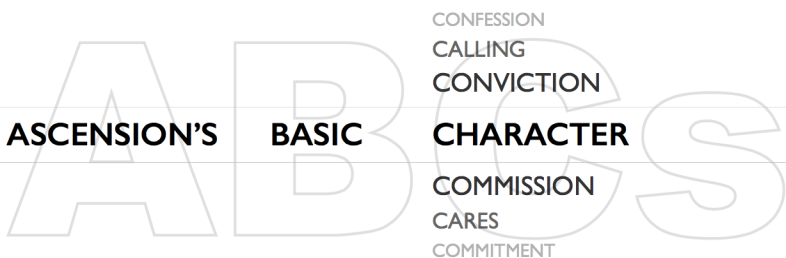 ABCs
CONFESSION
CALLING
CONVICTION
ASCENSION'S BASIC CHARACTER
COMMISSION
CARES
COMMITMENT